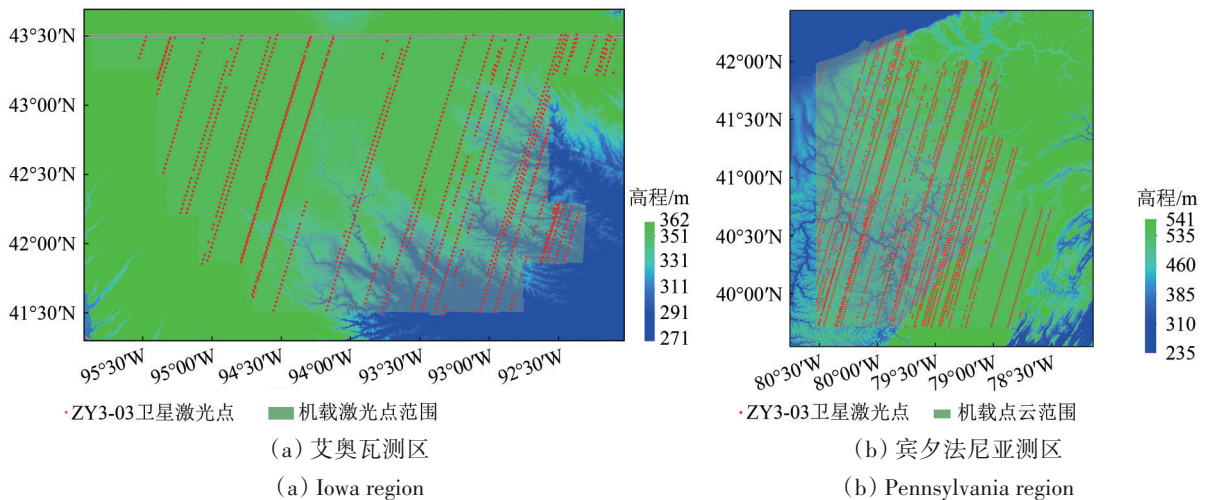 43°30′N
43°00′N
42°30′N
42°00′N
41°30′N
95°30′W
95°00′W
94°30′W
94°00′W
93°30′W
93°00′W
92°30′W
高程/m
362
351
331
311
291
271
ZY3-03卫星激光点
机载激光点范围
(a) 艾奥瓦测区
(a) Iowa region
42°00′N
41°30′N
41°00′N
40°30′N
40°00′N
80°30′W
80°00′W
79°30′W
79°00′W
78°30′W
高程/m
541
535
460
385
310
235
ZY3-03卫星激光点
机载点云范围
(b) 宾夕法尼亚测区
(b) Pennsylvania region